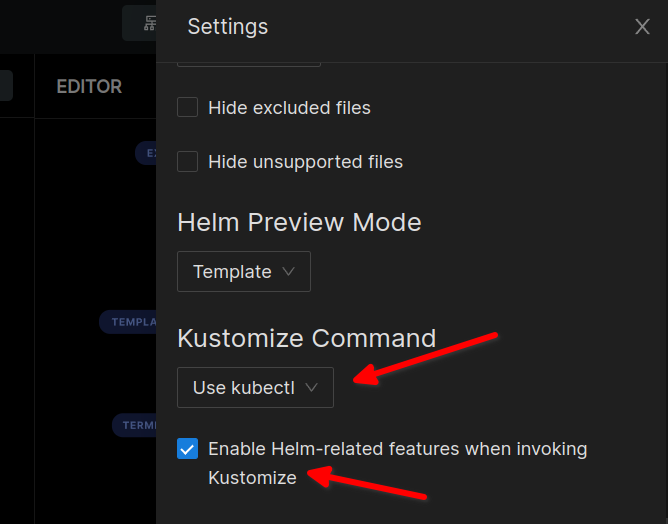 Settings
EDITOR
Hide excluded files
Hide unsupported files
Helm Preview Mode
Template
Kustomize Command
Use kubectl
Enable Helm-related features when invoking
Kustomize
TEMPLA
TERMI